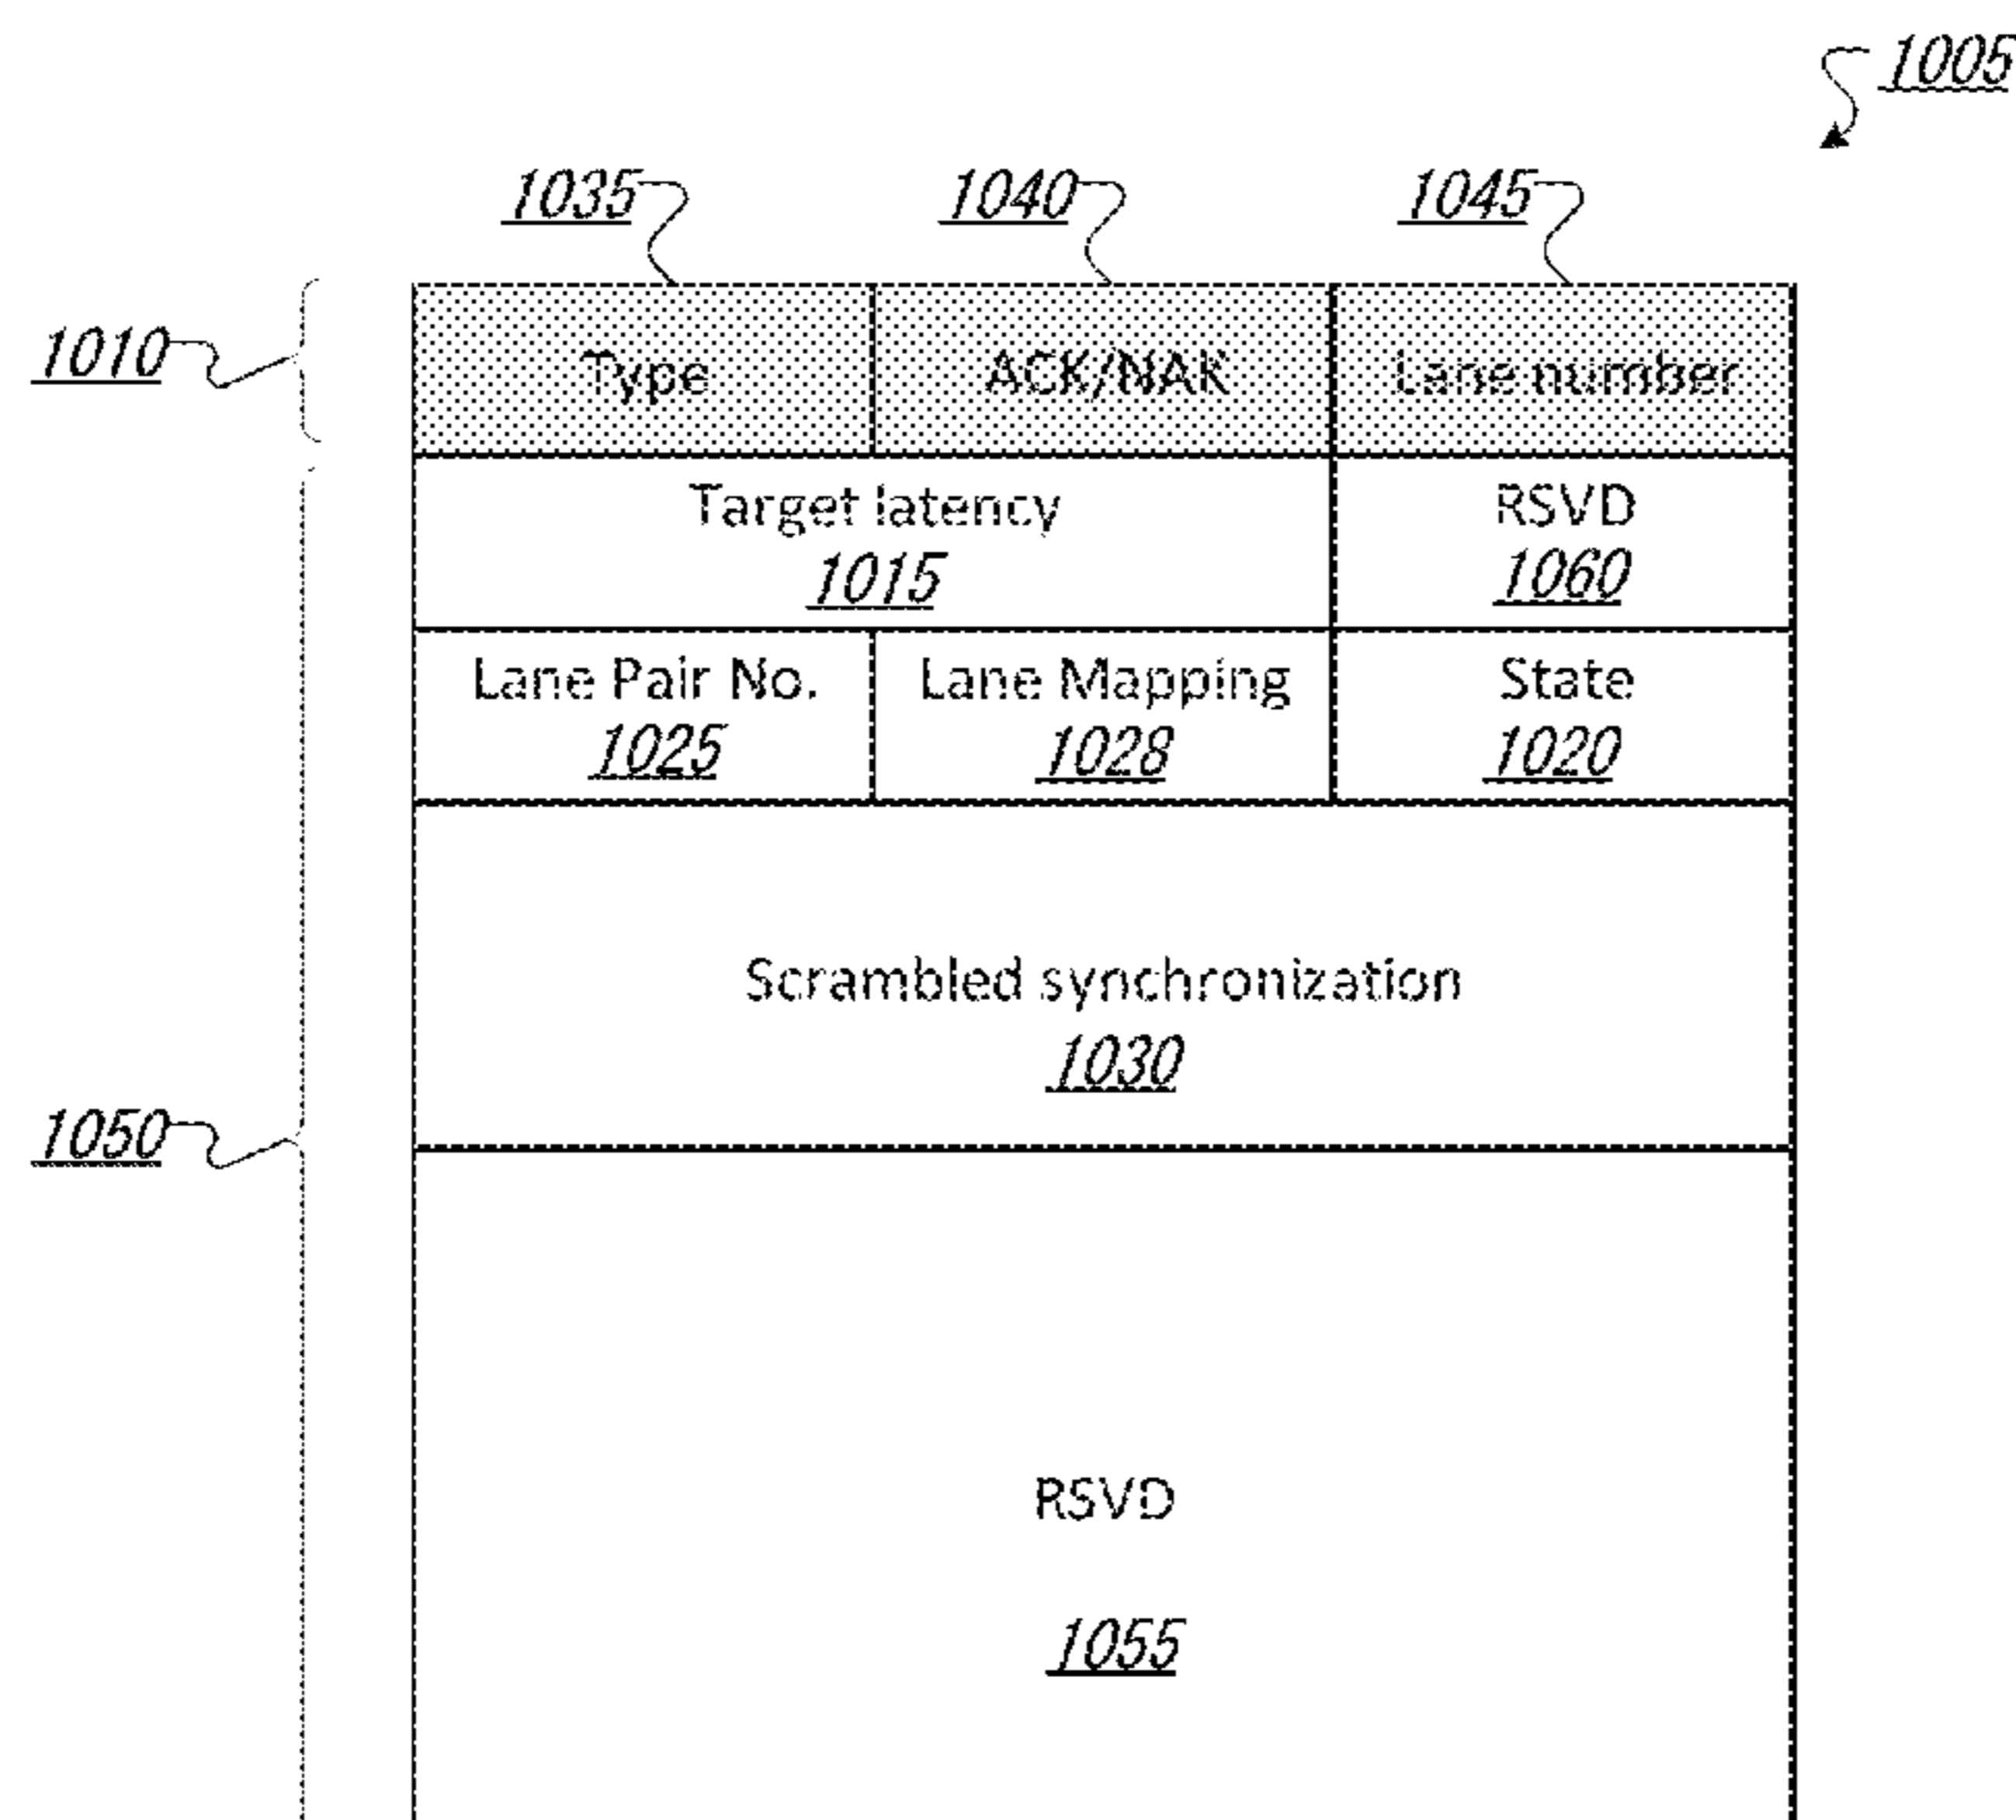 1005
1035 1040 1045
1010
Type ACK/NAK Lane number
Target latency RSVD
1015 1060
Lane Pair No. Lane Mapping State
1025 1028 1020
Scrambled synchronization
1030
1050
RSVD
1055